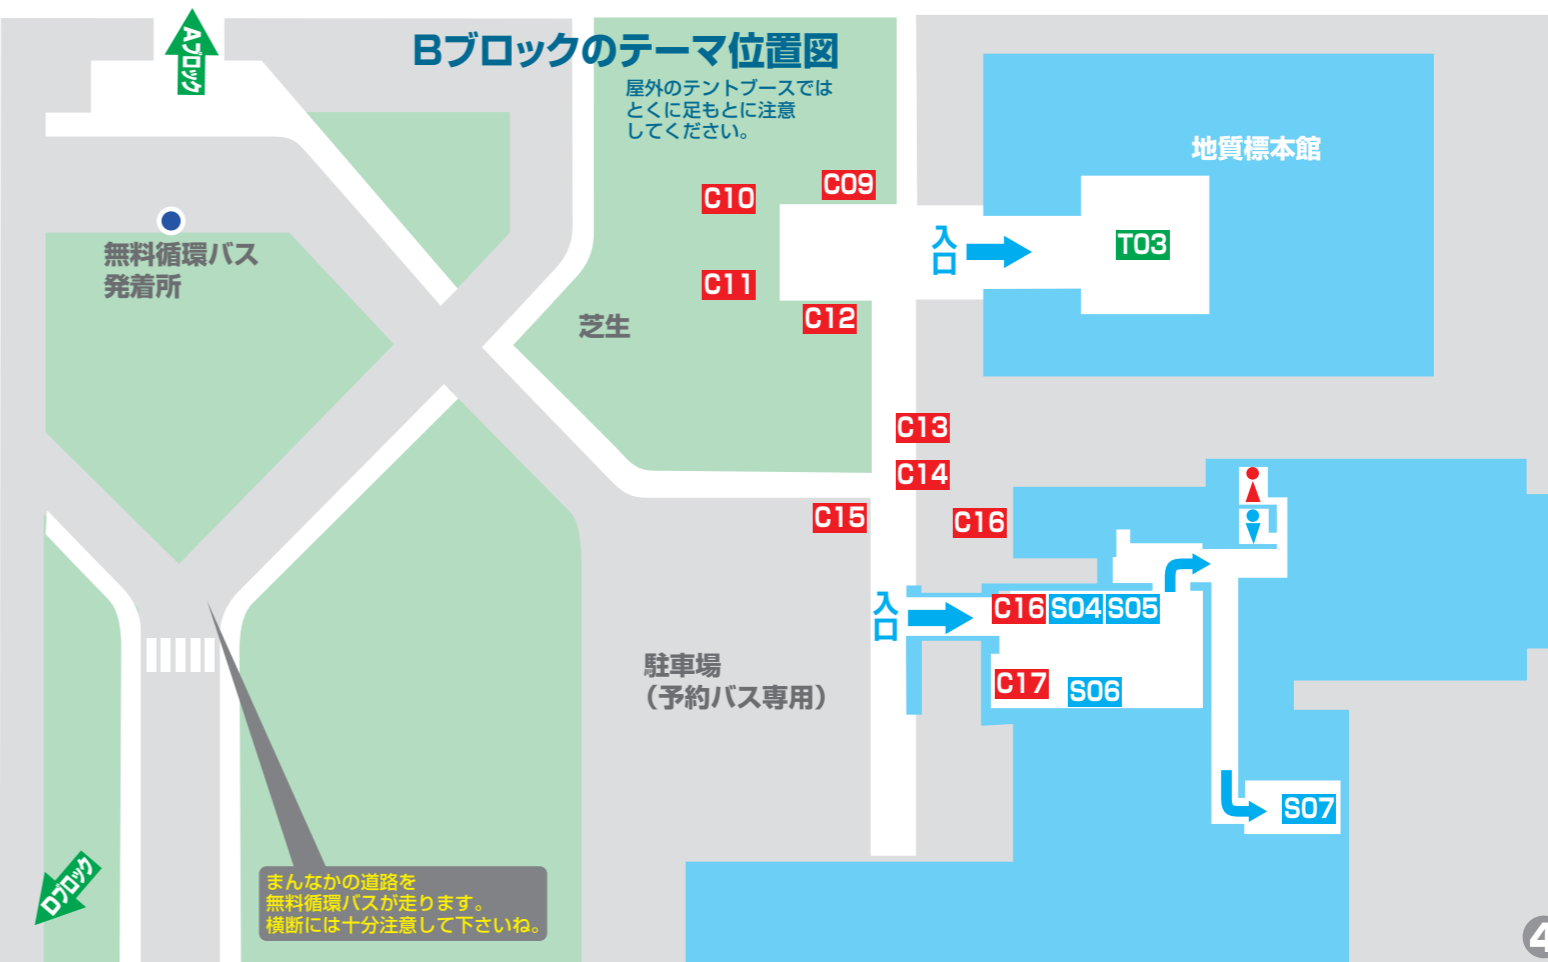 Aブロック
Bブロックのテーマ位置図
屋外のテントブースでは
とくに足もとに注意
してください。
地質標本館
C10
C09
無料循環バス
発着所
入口
T03
C11
C12
芝生
C13
C14
C15
C16
入口
C16
S04
S05
駐車場
（予約バス専用）
C17
S06
S07
Dブロック
まんなかの道路を
無料循環バスが走ります。
横断には十分注意して下さいね。
4